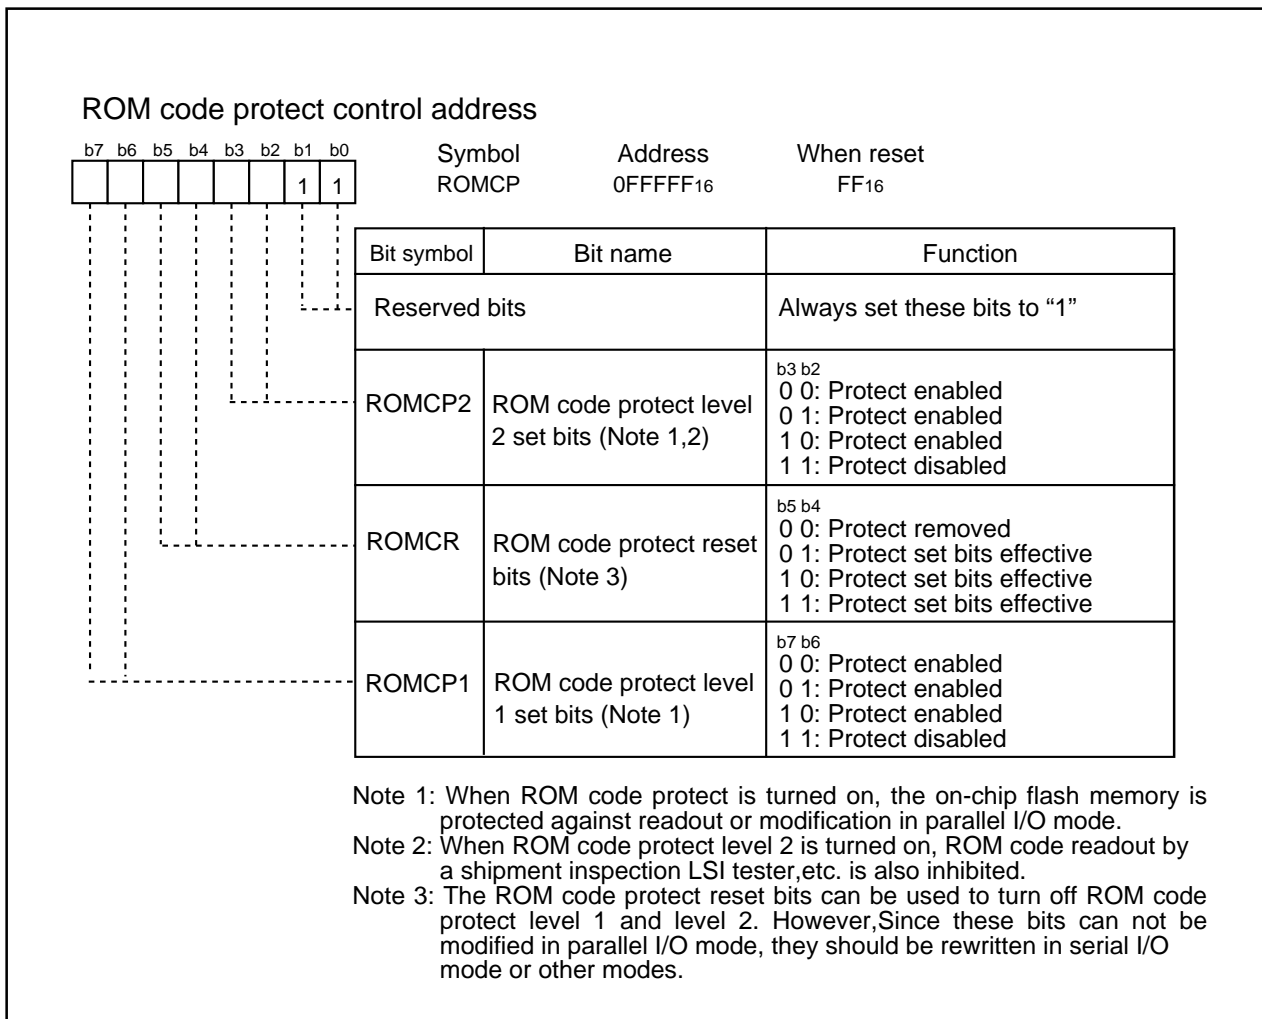 ROM code protect control address
b7 b6 b5 b4 b3 b2 b1 b0
1 1
Symbol Address When reset
ROMCP 0FFFFF16 FF16
Bit symbol Bit name Function
Reserved bits Always set these bits to “1”
ROMCP2 ROM code protect level
2 set bits (Note 1,2)
b3 b2
0 0: Protect enabled
0 1: Protect enabled
1 0: Protect enabled
1 1: Protect disabled
ROMCR ROM code protect reset
bits (Note 3)
b5 b4
0 0: Protect removed
0 1: Protect set bits effective
1 0: Protect set bits effective
1 1: Protect set bits effective
ROMCP1 ROM code protect level
1 set bits (Note 1)
b7 b6
0 0: Protect enabled
0 1: Protect enabled
1 0: Protect enabled
1 1: Protect disabled
Note 1: When ROM code protect is turned on, the on-chip flash memory is
protected against readout or modification in parallel I/O mode.
Note 2: When ROM code protect level 2 is turned on, ROM code readout by
a shipment inspection LSI tester,etc. is also inhibited.
Note 3: The ROM code protect reset bits can be used to turn off ROM code
protect level 1 and level 2. However,Since these bits can not be
modified in parallel I/O mode, they should be rewritten in serial I/O
mode or other modes.